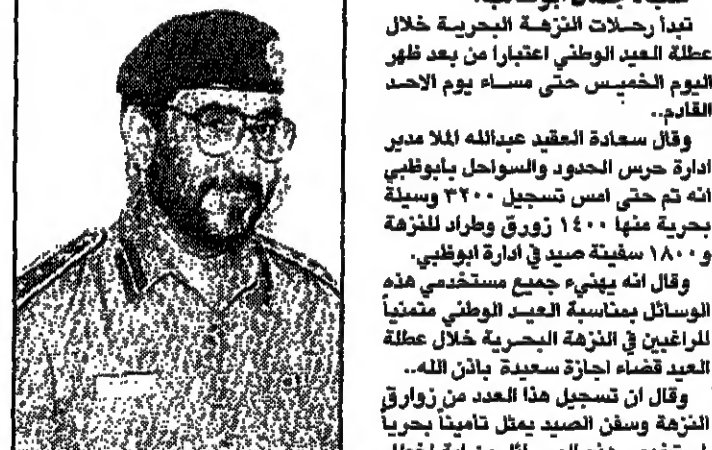 تبدأ رحلات النزهة البحرية خلال
عطلة العيد الوطني اعتبارا من بعد ظهر
اليوم الخميس حتى مساء يوم الاحد
القادم..
وقال سعادة العقيد عبدالله الملا مدير
ادارة حرس الحدود والسواحل بأبوظبي
انه تم حتى امس تسجيل ٣٢٠٠ وسيلة
بحرية منها ١٤٠٠ زورق وطراد للنزهة
و١٨٠٠ سفينة صيد في ادارة ابوظبي.
وقال انه يهنيء جميع مستخدمي هذه
الوسائل بمناسبة العيد الوطني متمنياً
للراغبين في النزهة البحرية خلال عطلة
العيد قضاء اجازة سعيدة باذن الله..
وقال ان تسجيل هذا العدد من زوارق
النزهة وسفن الصيد يمثل تأميناً بحرياً